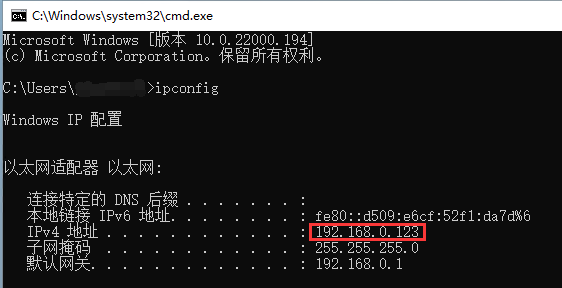 C:\Windows\system32\cmd.exe
Microsoft Windows [版本 10.0.22000.194]
(c) Microsoft Corporation。保留所有权利。
C:\Users\ >ipconfig
Windows IP 配置
以太网适配器 以太网:
连接特定的 DNS 后缀 . . . . . . . :
本地链接 IPv6 地址. . . . . . . . : fe80::d509:e6cf:52f1:da7d%6
IPv4 地址 . . . . . . . . . . . . : 192.168.0.123
子网掩码 . . . . . . . . . . . . : 255.255.255.0
默认网关. . . . . . . . . . . . . : 192.168.0.1